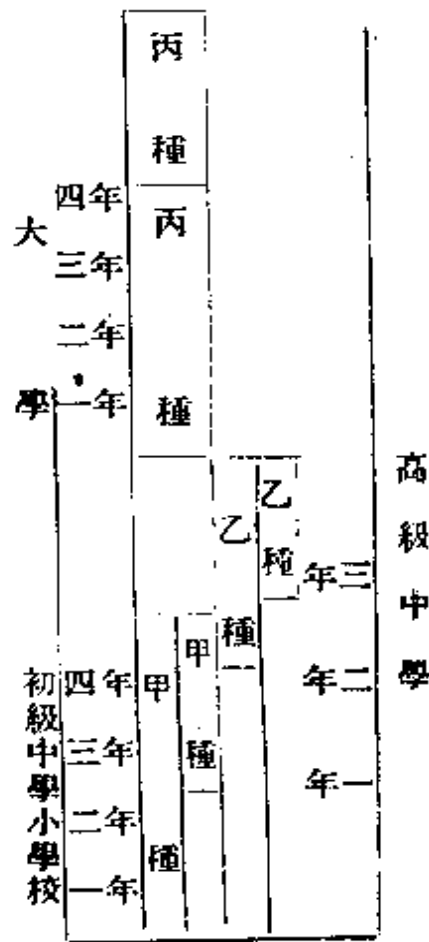 丙種
丙種
大學
四年
三年
二年
一年
乙種
乙種
高級中學
三年
二年
一年
甲種
甲種
初級中學小學校
四年
三年
二年
一年